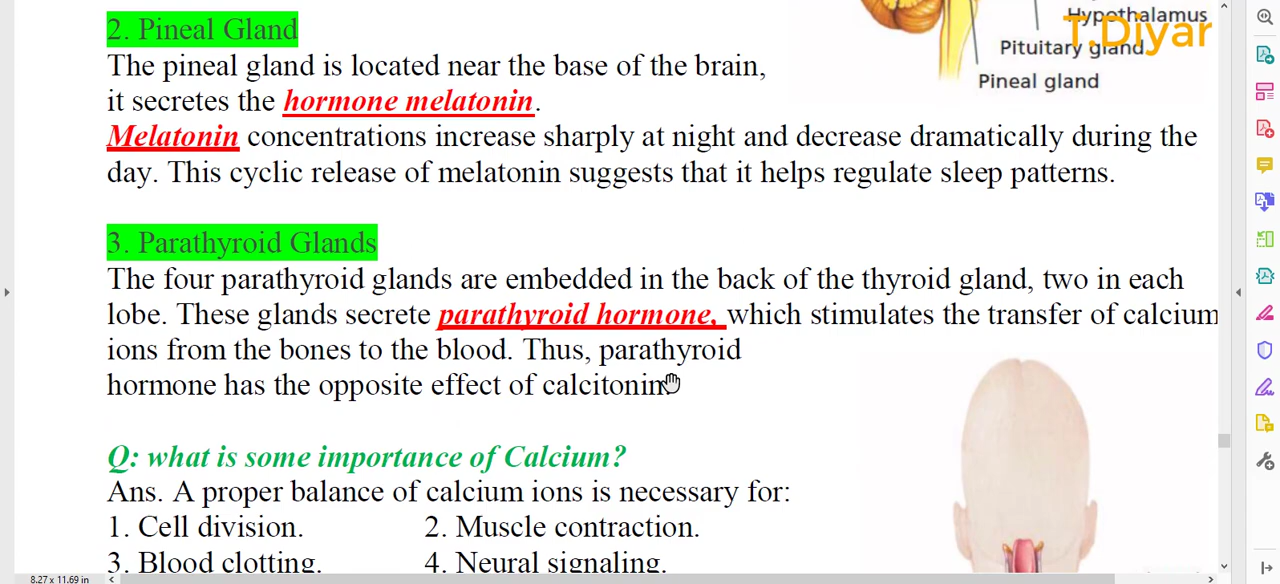 2. Pineal Gland
Hypothalamus
T.Diyar
The pineal gland is located near the base of the brain,
Pituitary gland
Pineal gland
it secretes the hormone melatonin.
Melatonin concentrations increase sharply at night and decrease dramatically during the
day. This cyclic release of melatonin suggests that it helps regulate sleep patterns.
3. Parathyroid Glands
The four parathyroid glands are embedded in the back of the thyroid gland, two in each
lobe. These glands secrete parathyroid hormone, which stimulates the transfer of calcium
ions from the bones to the blood. Thus, parathyroid
hormone has the opposite effect of calcitonin.
Q: what is some importance of Calcium?
Ans. A proper balance of calcium ions is necessary for:
1. Cell division. 2. Muscle contraction.
3. Blood clotting. 4. Neural signaling.
8.27 x 11.69 in